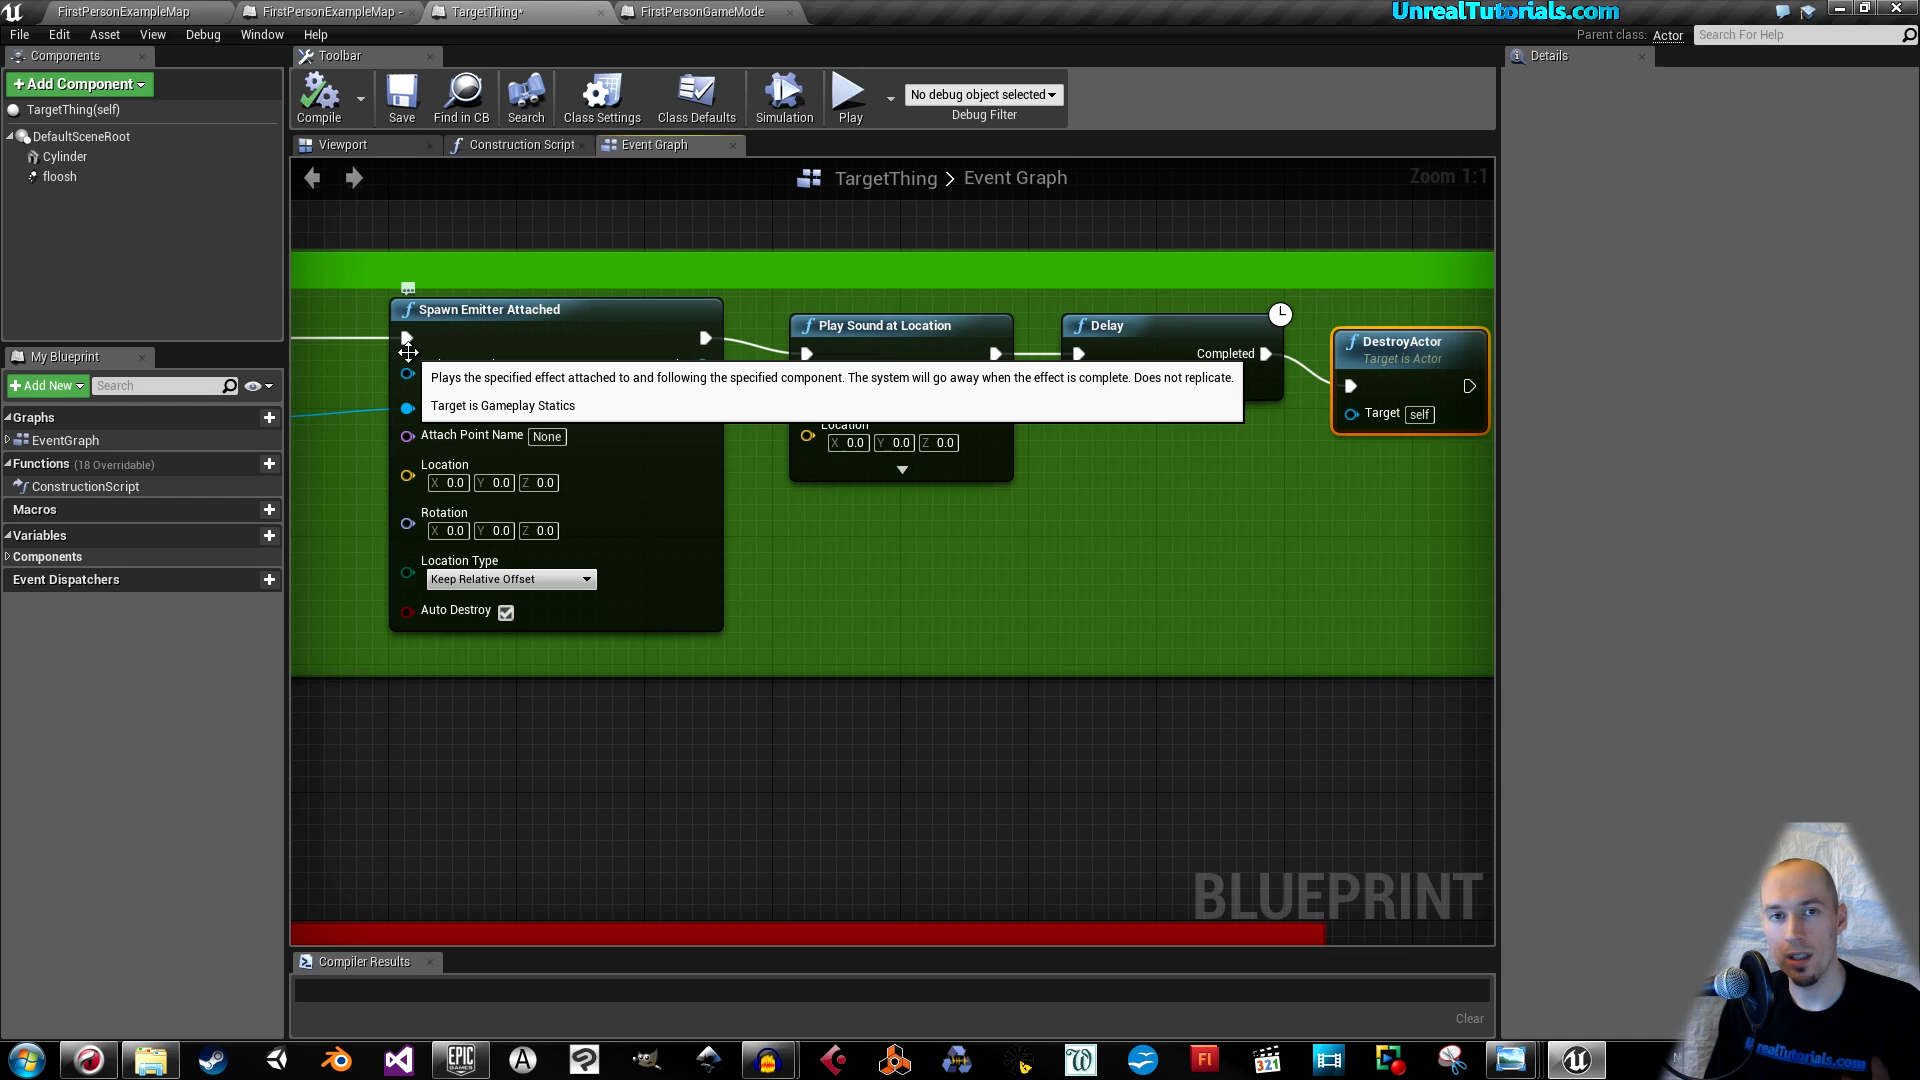 FirstPersonExampleMap
FirstPersonExampleMap -
TargetThing*
FirstPersonGameMode
UnrealTutorials.com
File Edit Asset View Debug Window Help
Parent class: Actor
Search For Help
Components
Toolbar
Details
+Add Component
TargetThing(self)
DefaultSceneRoot
Cylinder
floosh
Compile
Save
Find in CB
Search
Class Settings
Class Defaults
Simulation
Play
No debug object selected
Debug Filter
Viewport
Construction Script
Event Graph
TargetThing > Event Graph
Zoom 1:1
Spawn Emitter Attached
Plays the specified effect attached to and following the specified component. The system will go away when the effect is complete. Does not replicate.
Target is Gameplay Statics
Attach Point Name None
Location
X 0.0 Y 0.0 Z 0.0
Rotation
X 0.0 Y 0.0 Z 0.0
Location Type
Keep Relative Offset
Auto Destroy
Play Sound at Location
Location
X 0.0 Y 0.0 Z 0.0
Delay
Completed
DestroyActor
Target is Actor
Target self
My Blueprint
+Add New
Search
Graphs
EventGraph
Functions (18 Overridable)
ConstructionScript
Macros
Variables
Components
Event Dispatchers
BLUEPRINT
Compiler Results
Clear
EPIC
GAMES
Fl
321
UnrealTutorials.com